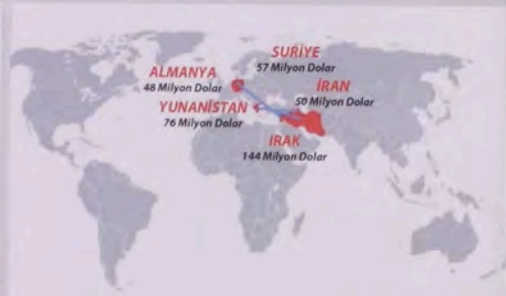 SURİYE
57 Milyon Dolar
ALMANYA
48 Milyon Dolar
İRAN
50 Milyon Dolar
YUNANİSTAN
76 Milyon Dolar
IRAK
144 Milyon Dolar